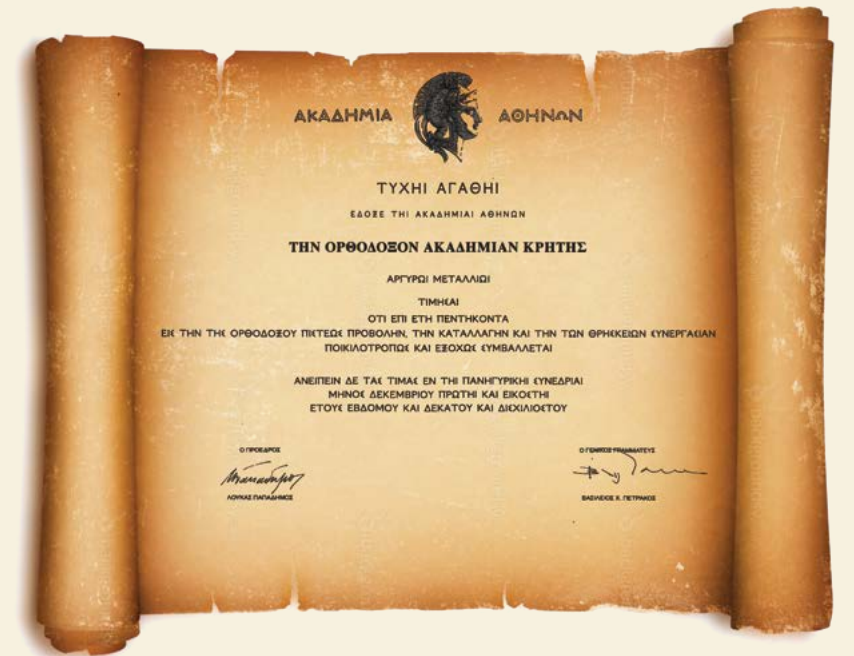 ΑΚΑΔΗΜΙΑ ΑΘΗΝΩΝ
ΤΥΧΗΙ ΑΓΑΘΗΙ
ΕΔΟΞΕ ΤΗΙ ΑΚΑΔΗΜΙΑΙ ΑΘΗΝΩΝ
ΤΗΝ ΟΡΘΟΔΟΞΟΝ ΑΚΑΔΗΜΙΑΝ ΚΡΗΤΗΣ
ΑΡΓΥΡΩΙ ΜΕΤΑΛΛΙΩΙ
ΤΙΜΗϹΑΙ
ΟΤΙ ΕΠΙ ΕΤΗ ΠΕΝΤΗΚΟΝΤΑ
ΕΙϹ ΤΗΝ ΤΗϹ ΟΡΘΟΔΟΞΟΥ ΠΙϹΤΕΩϹ ΠΡΟΒΟΛΗΝ, ΤΗΝ ΚΑΤΑΛΛΑΓΗΝ ΚΑΙ ΤΗΝ ΤΩΝ ΘΡΗϹΚΕΙΩΝ ϹΥΝΕΡΓΑϹΙΑΝ
ΠΟΙΚΙΛΟΤΡΟΠΩϹ ΚΑΙ ΕΞΟΧΩϹ ϹΥΜΒΑΛΛΕΤΑΙ
ΑΝΕΙΠΕΙΝ ΔΕ ΤΑϹ ΤΙΜΑϹ ΕΝ ΤΗΙ ΠΑΝΗΓΥΡΙΚΗΙ ϹΥΝΕΔΡΙΑΙ
ΜΗΝΟϹ ΔΕΚΕΜΒΡΙΟΥ ΠΡΩΤΗΙ ΚΑΙ ΕΙΚΟϹΤΗΙ
ΕΤΟΥϹ ΕΒΔΟΜΟΥ ΚΑΙ ΔΕΚΑΤΟΥ ΚΑΙ ΔΙϹΧΙΛΙΟϹΤΟΥ
Ο ΠΡΟΕΔΡΟΣ
Ο ΓΕΝΙΚΟΣ ΓΡΑΜΜΑΤΕΥΣ
ΛΟΥΚΑΣ ΠΑΠΑΔΗΜΟΣ
ΒΑΣΙΛΕΙΟΣ Χ. ΠΕΤΡΑΚΟΣ